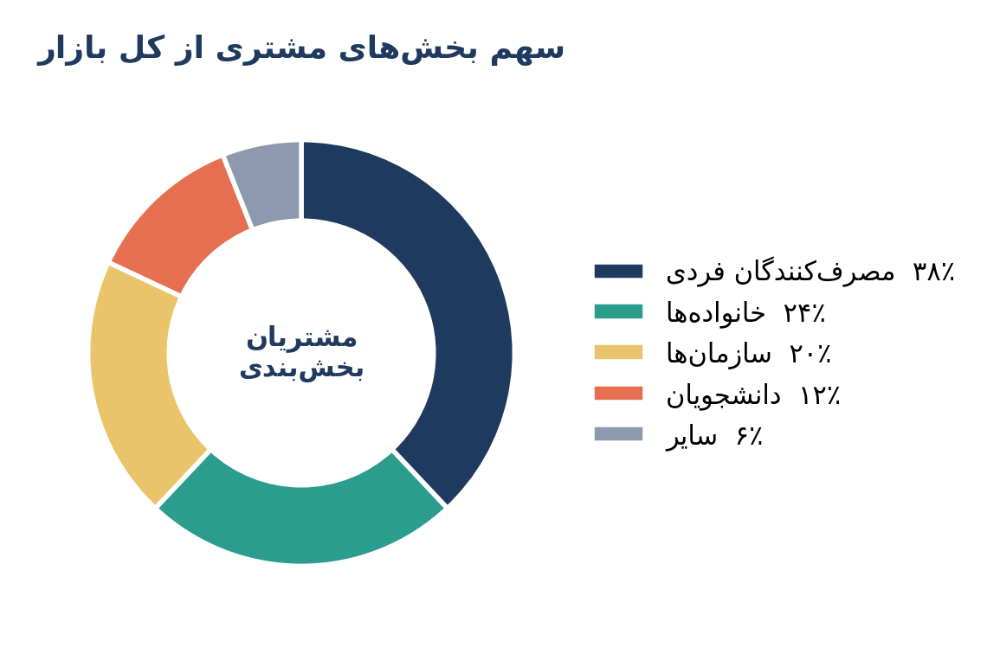 سهم بخش‌های مشتری از کل بازار
مشتریان
بخش‌بندی
مصرف‌کنندگان فردی ۳۸٪
خانواده‌ها ۲۴٪
سازمان‌ها ۲۰٪
دانشجویان ۱۲٪
سایر ۶٪